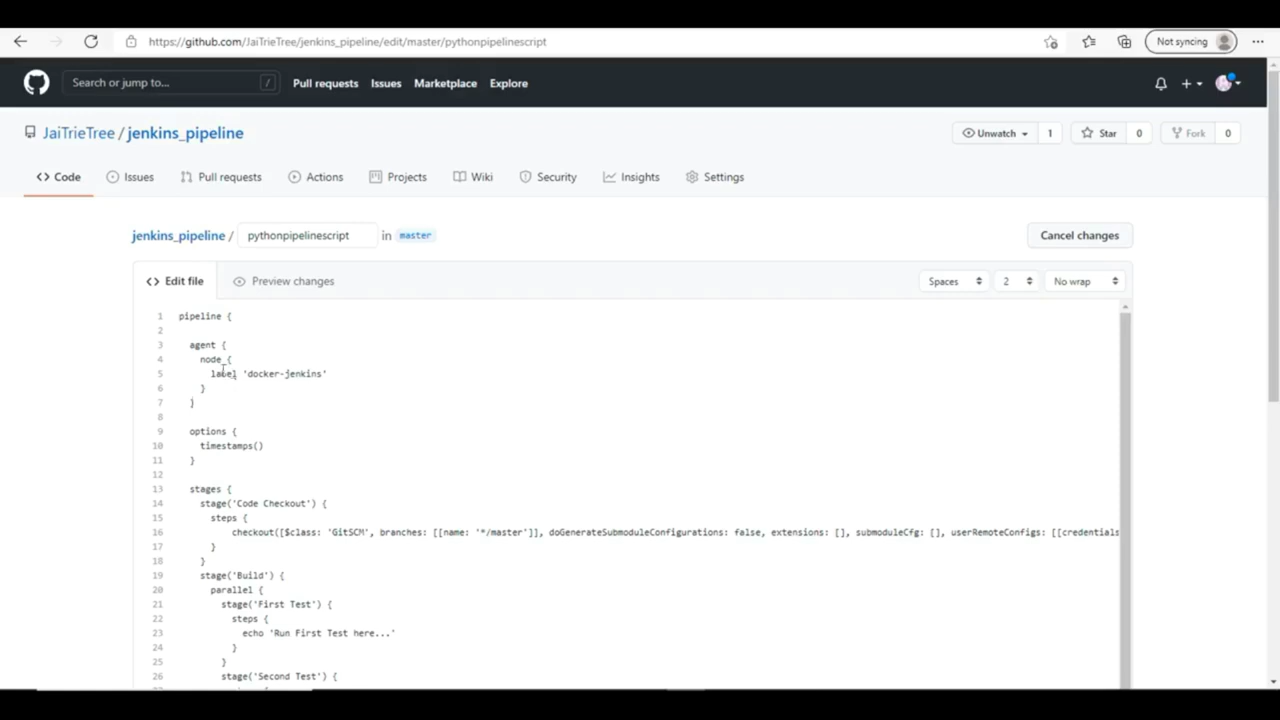 https://github.com/JaiTrieTree/jenkins_pipeline/edit/master/pythonpipelinescript
Not syncing
Search or jump to...
/
Pull requests
Issues
Marketplace
Explore
JaiTrieTree / jenkins_pipeline
Unwatch 1
Star 0
Fork 0
Code
Issues
Pull requests
Actions
Projects
Wiki
Security
Insights
Settings
jenkins_pipeline / pythonpipelinescript in master
Cancel changes
Edit file
Preview changes
Spaces
2
No wrap
1 pipeline {
2
3 agent {
4 node {
5 label 'docker-jenkins'
6 }
7 }
8
9 options {
10 timestamps()
11 }
12
13 stages {
14 stage('Code Checkout') {
15 steps {
16 checkout([$class: 'GitSCM', branches: [[name: '*/master']], doGenerateSubmoduleConfigurations: false, extensions: [], submoduleCfg: [], userRemoteConfigs: [[credentials
17 }
18 }
19 stage('Build') {
20 parallel {
21 stage('First Test') {
22 steps {
23 echo 'Run First Test here...'
24 }
25 }
26 stage('Second Test') {